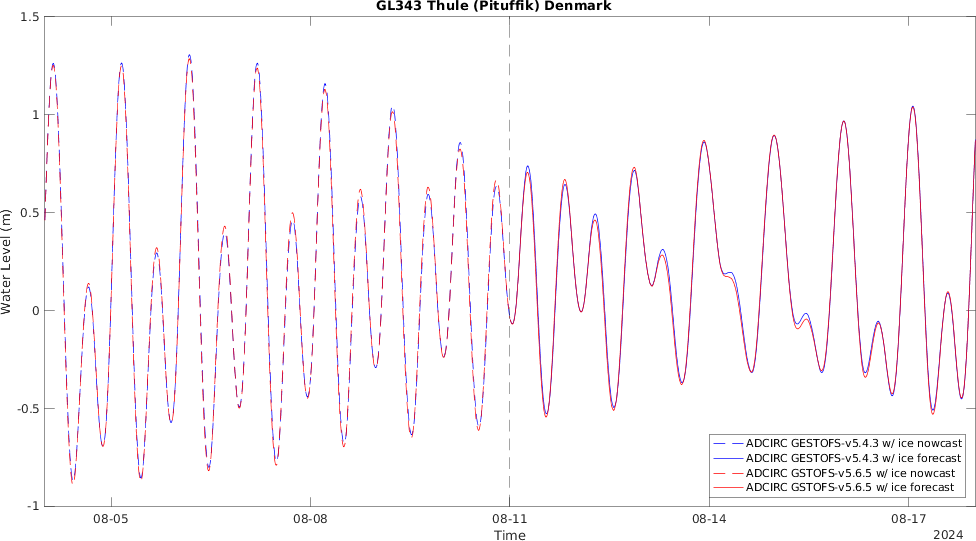 GL343 Thule (Pituffik) Denmark
1.5
1
0.5
0
-0.5
-1
Water Level (m)
08-05
08-08
08-11
08-14
08-17
Time
2024
ADCIRC GESTOFS-v5.4.3 w/ ice nowcast
ADCIRC GESTOFS-v5.4.3 w/ ice forecast
ADCIRC GSTOFS-v5.6.5 w/ ice nowcast
ADCIRC GSTOFS-v5.6.5 w/ ice forecast